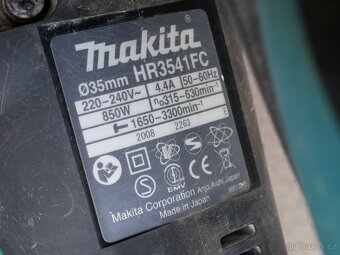 makita
Ø35mm HR3541FC
220-240V~ 4.4A 50-60Hz
850W n₀315-630min⁻¹
1650-3300min⁻¹
2008 2263 E
EMV
Makita Corporation Anjo,Aichi,Japan
Made in Japan